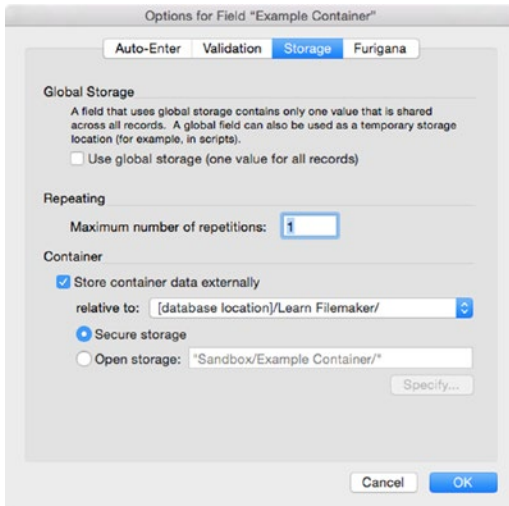 Options for Field "Example Container"
Auto-Enter Validation Storage Furigana
Global Storage
A field that uses global storage contains only one value that is shared
across all records. A global field can also be used as a temporary storage
location (for example, in scripts).
Use global storage (one value for all records)
Repeating
Maximum number of repetitions: 1
Container
Store container data externally
relative to: [database location]/Learn Filemaker/
Secure storage
Open storage: "Sandbox/Example Container/"
Specify...
Cancel OK